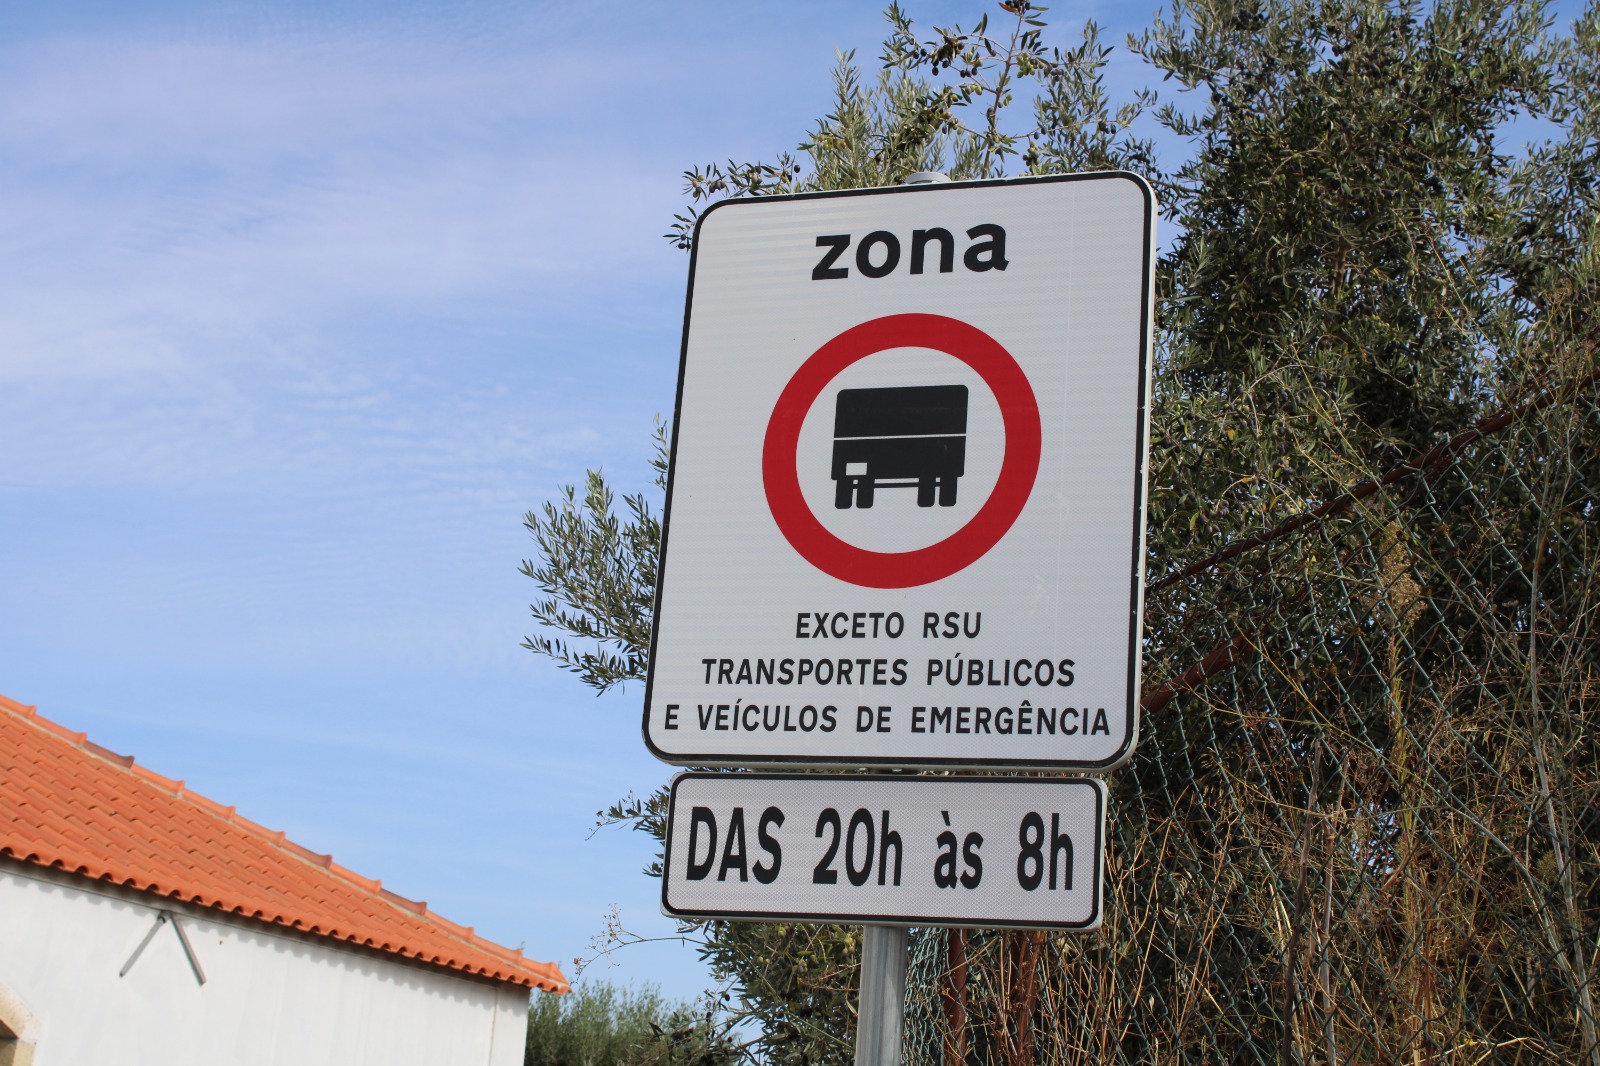 zona
EXCETO RSU
TRANSPORTES PÚBLICOS
E VEÍCULOS DE EMERGÊNCIA
DAS 20h às 8h